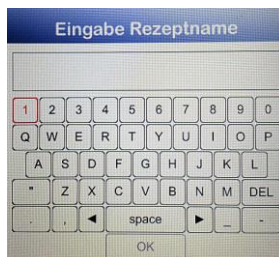 Eingabe Rezeptname
1 2 3 4 5 6 7 8 9 0
Q W E R T Y U I O P
A S D F G H J K L
" Z X C V B N M DEL
. , ◄ space ► _ -
OK